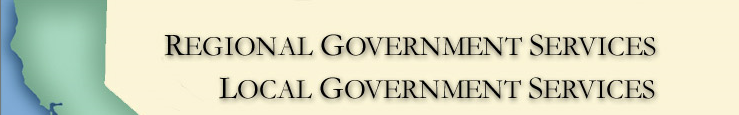 REGIONAL GOVERNMENT SERVICES
LOCAL GOVERNMENT SERVICES